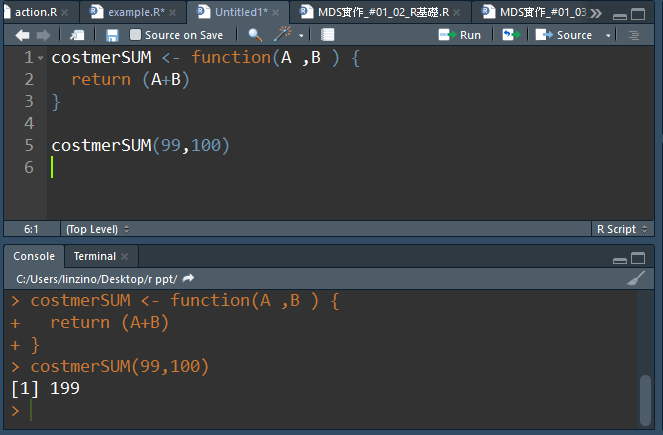 action.R
example.R*
Untitled1*
MDS實作_#01_02_R基礎.R
MDS實作_#01_03
Source on Save
Run
Source
1 costmerSUM <- function(A ,B ) {
2   return (A+B)
3 }
4
5 costmerSUM(99,100)
6
6:1
(Top Level)
R Script
Console
Terminal
C:/Users/linzino/Desktop/r ppt/
> costmerSUM <- function(A ,B ) {
+   return (A+B)
+ }
> costmerSUM(99,100)
[1] 199
>